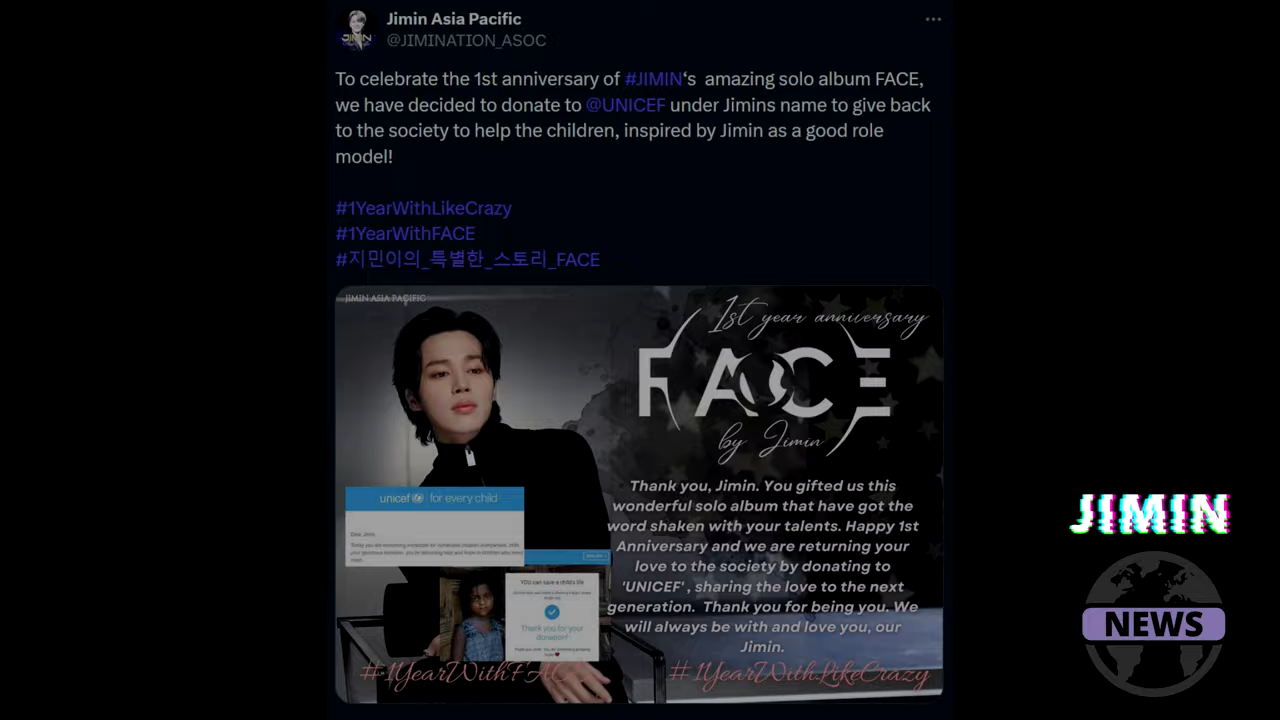 Jimin Asia Pacific
@JIMINATION_ASOC
To celebrate the 1st anniversary of #JIMIN‘s amazing solo album FACE,
we have decided to donate to @UNICEF under Jimins name to give back
to the society to help the children, inspired by Jimin as a good role
model!
#1YearWithLikeCrazy
#1YearWithFACE
#지민이의_특별한_스토리_FACE
JIMIN ASIA PACIFIC
1st year anniversary
FACE
by Jimin
unicef for every child
Dear Jimin,
YOU can save a child's life
Thank you for your
donation!
Thank you, Jimin. You gifted us this
wonderful solo album that have got the
word shaken with your talents. Happy 1st
Anniversary and we are returning your
love to the society by donating to
'UNICEF' , sharing the love to the next
generation. Thank you for being you. We
will always be with and love you, our
Jimin.
#1YearWithFACE
#1YearWithLikeCrazy
JIMIN
NEWS